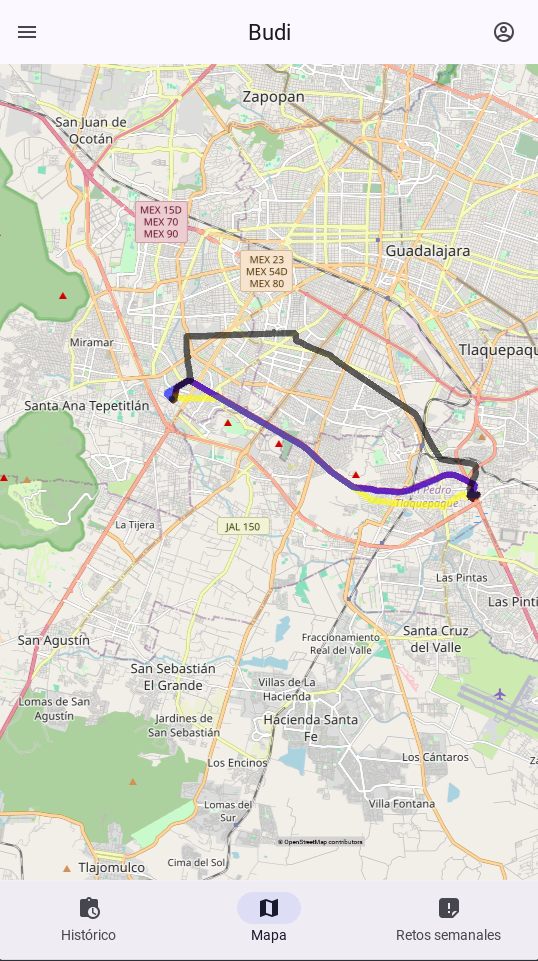 Budi
Zapopan
San Juan de
Ocotán
MEX 15D
MEX 70
MEX 90
Guadalajara
MEX 23
MEX 54D
MEX 80
Miramar
Tlaquepaqu
Santa Ana Tepetitlán
San Pedro
Tlaquepaque
La Tijera
JAL 150
Las Pintas
Las Pinti
San Agustín
Fraccionamiento
Real del Valle
Santa Cruz
del Valle
San Sebastián
El Grande
Villas de La
Hacienda
Lomas de San
Agustín
Jardines de
San Sebastián
Hacienda Santa
Fe
Los Encinos
Los Cántaros
Za
Lomas del
Sur
Villa Fontana
© OpenStreetMap contributors
Cima del Sol
Tlajomulco
Histórico
Mapa
Retos semanales